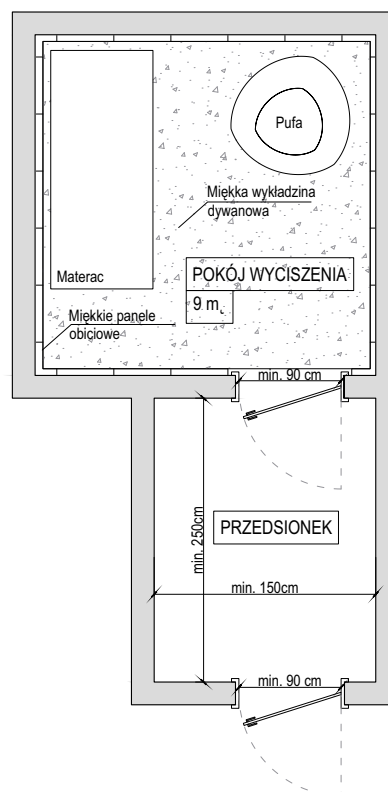 Pufa
Miękka wykładzina
dywanowa
POKÓJ WYCISZENIA
9 m
Materac
Miękkie panele
obiciowe
min. 90 cm
min. 250cm
PRZEDSIONEK
min. 150cm
min. 90 cm